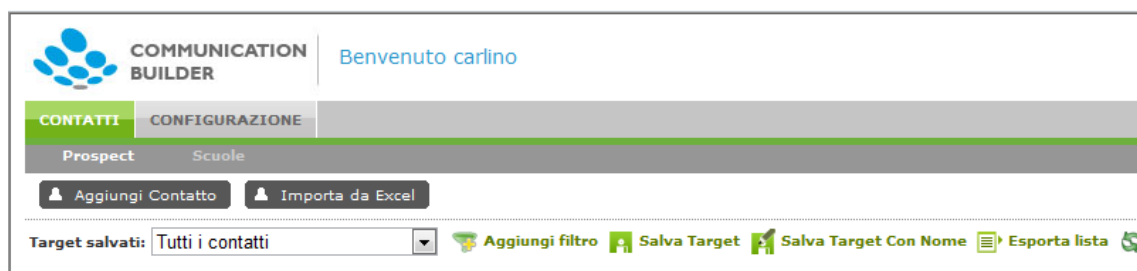 COMMUNICATION
BUILDER
Benvenuto carlino
CONTATTI CONFIGURAZIONE
Prospect Scuole
Aggiungi Contatto Importa da Excel
Target salvati: Tutti i contatti Aggiungi filtro Salva Target Salva Target Con Nome Esporta lista